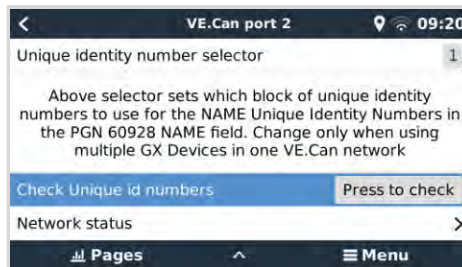 VE.Can port 2 09:20
Unique identity number selector 1
Above selector sets which block of unique identity
numbers to use for the NAME Unique Identity Numbers in
the PGN 60928 NAME field. Change only when using
multiple GX Devices in one VE.Can network
Check Unique id numbers Press to check
Network status
Pages Menu